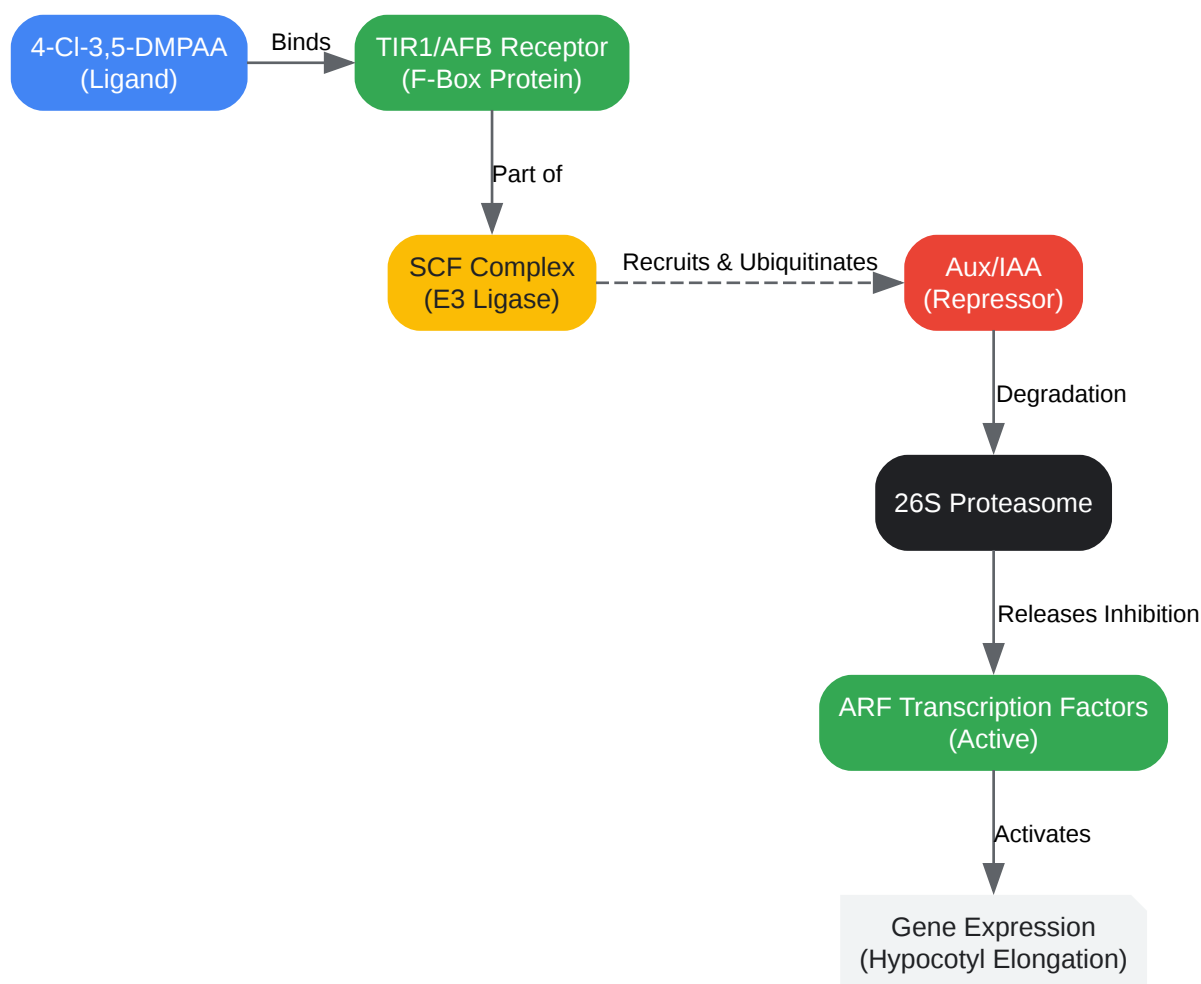 4-Cl-3,5-DMPAA
(Ligand)
Binds
TIR1/AFB Receptor
(F-Box Protein)
Part of
SCF Complex
(E3 Ligase)
Recruits & Ubiquitinates
Aux/IAA
(Repressor)
Degradation
26S Proteasome
Releases Inhibition
ARF Transcription Factors
(Active)
Activates
Gene Expression
(Hypocotyl Elongation)